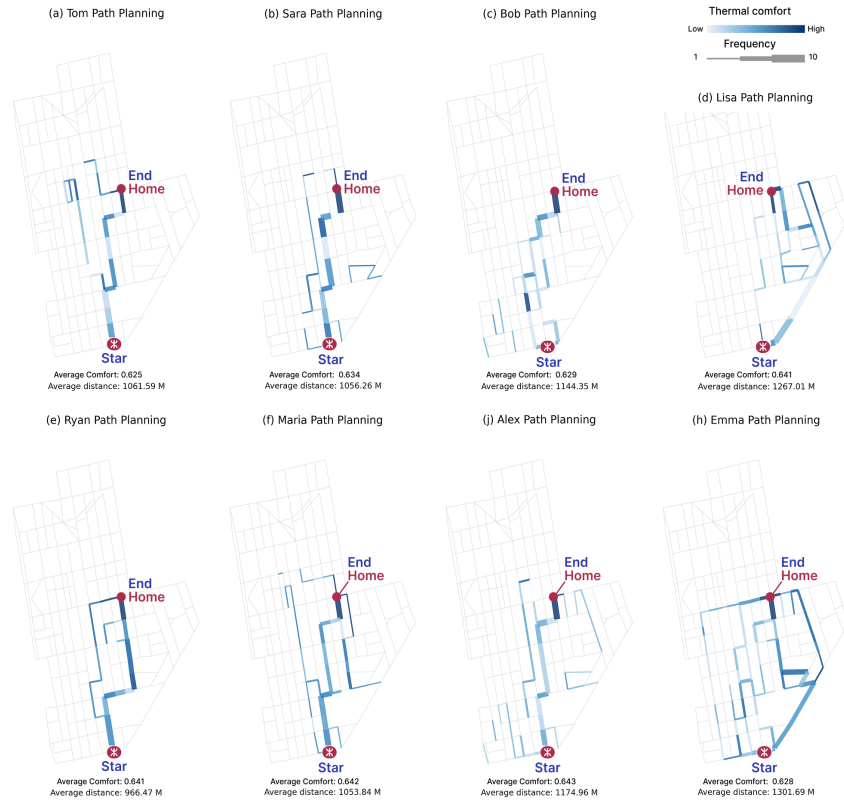 (a) Tom Path Planning
(b) Sara Path Planning
(c) Bob Path Planning
Thermal comfort
Low High
Frequency
1 10
(d) Lisa Path Planning
End
Home
Star
Average Comfort: 0.625
Average distance: 1061.59 M
End
Home
Star
Average Comfort: 0.634
Average distance: 1056.26 M
End
Home
Star
Average Comfort: 0.629
Average distance: 1144.35 M
End
Home
Star
Average Comfort: 0.641
Average distance: 1267.01 M
(e) Ryan Path Planning
(f) Maria Path Planning
(j) Alex Path Planning
(h) Emma Path Planning
End
Home
Star
Average Comfort: 0.641
Average distance: 966.47 M
End
Home
Star
Average Comfort: 0.642
Average distance: 1053.84 M
End
Home
Star
Average Comfort: 0.643
Average distance: 1174.96 M
End
Home
Star
Average Comfort: 0.628
Average distance: 1301.69 M